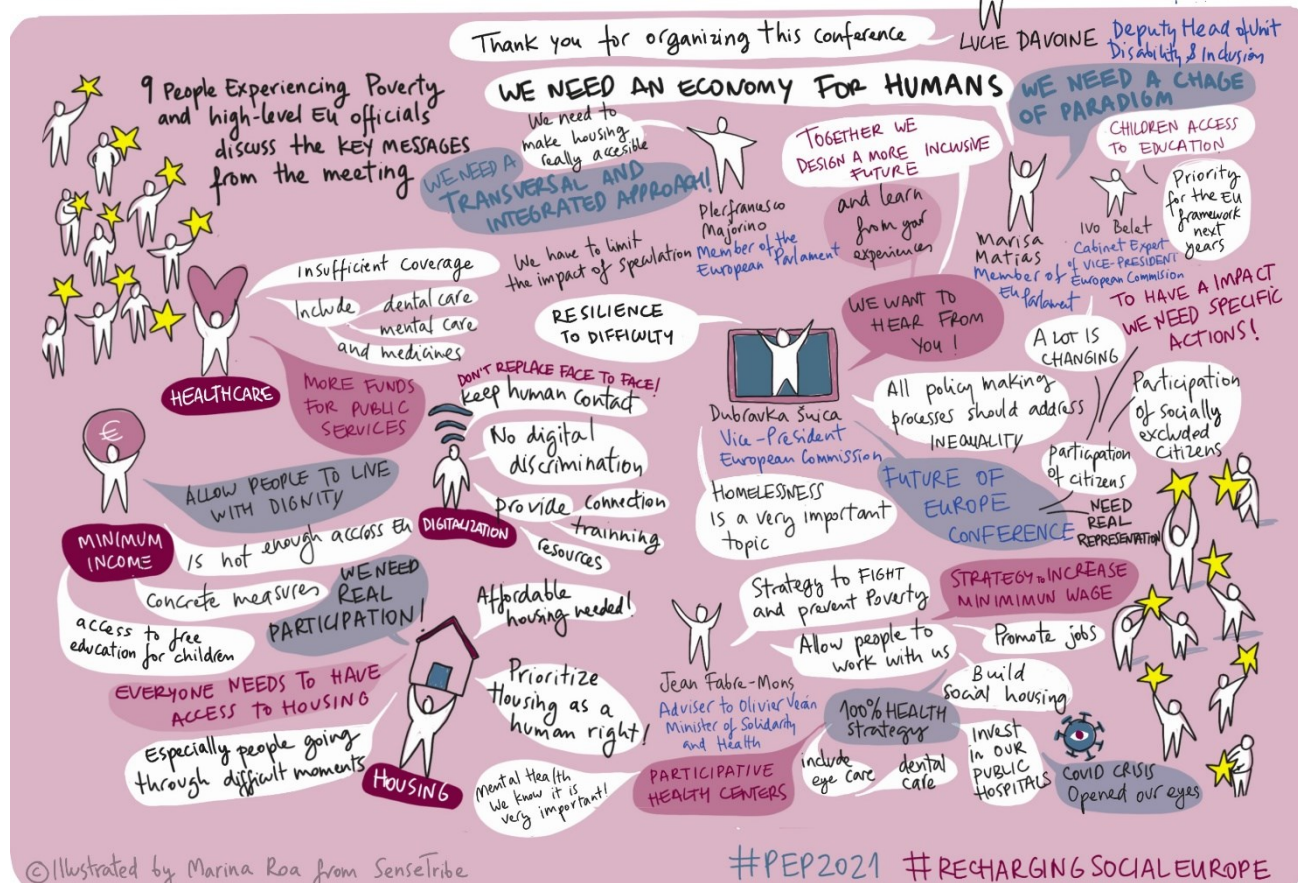 Thank you for organizing this conference
LUCIE DAVOINE
Deputy Head of Unit
Disability & Inclusion
9 People Experiencing Poverty
and high-level EU officials
discuss the KEY MESSAGES
from the meeting
WE NEED AN ECONOMY FOR HUMANS
WE NEED A CHAGE
OF PARADIGM
We need to
make housing
really accesible
WE NEED A
TRANSVERSAL AND
INTEGRATED APPROACH!
We have to limit
the impact of speculation
Pierfrancesco
Majorino
Member of the
European Parlament
TOGETHER WE
DESIGN A MORE INCLUSIVE
FUTURE
and learn
from your
experiences
WE WANT TO
HEAR FROM
YOU!
Marisa
Matias
Member of
EU Parlament
CHILDREN ACCESS
TO EDUCATION
Priority
for the EU
framework
next
years
Ivo Belet
Cabinet Expert
of VICE-PRESIDENT
European Commision
TO HAVE A IMPACT
WE NEED SPECIFIC
ACTIONS!
Insufficient Coverage
Include
dental care
mental care
and medicines
HEALTHCARE
MORE FUNDS
FOR PUBLIC
SERVICES
RESILIENCE
TO DIFFICULTY
Dubravka Šuica
Vice-President
European Commission
A LOT IS
CHANGING
All policy making
processes should address
INEQUALITY
Participation
of socially
excluded
citizens
participation
of citizens
HOMELESSNESS
is a very important
topic
FUTURE OF
EUROPE
CONFERENCE
NEED
REAL
REPRESENTATION
DON'T REPLACE FACE TO FACE!
keep human contact
No digital
discrimination
provide
connection
trainning
resources
DIGITALIZATION
€
ALLOW PEOPLE TO LIVE
WITH DIGNITY
MINIMUM
INCOME
is not enough accross EU
Concrete measures
access to free
education for children
WE NEED
REAL
PARTICIPATION!
Affordable
housing needed!
EVERYONE NEEDS TO HAVE
ACCESS TO HOUSING
Prioritize
Housing as a
human right!
Especially people going
through difficult moments
HOUSING
Strategy to FIGHT
and prevent Poverty
STRATEGY to INCREASE
MINIMIMUN WAGE
Allow people to
work with us
Promote jobs
Build
social housing
Jean Fabre-Mons
Adviser to Olivier Verán
Minister of Solidarity
and Health
100% HEALTH
strategy
include
eye care
dental
care
Invest
in OUR
PUBLIC
HOSPITALS
COVID CRISIS
Opened our eyes
Mental Health
We know it is
very important!
PARTICIPATIVE
HEALTH CENTERS
© Illustrated by Marina Roa from SenseTribe
#PEP2021 #RECHARGINGSOCIALEUROPE